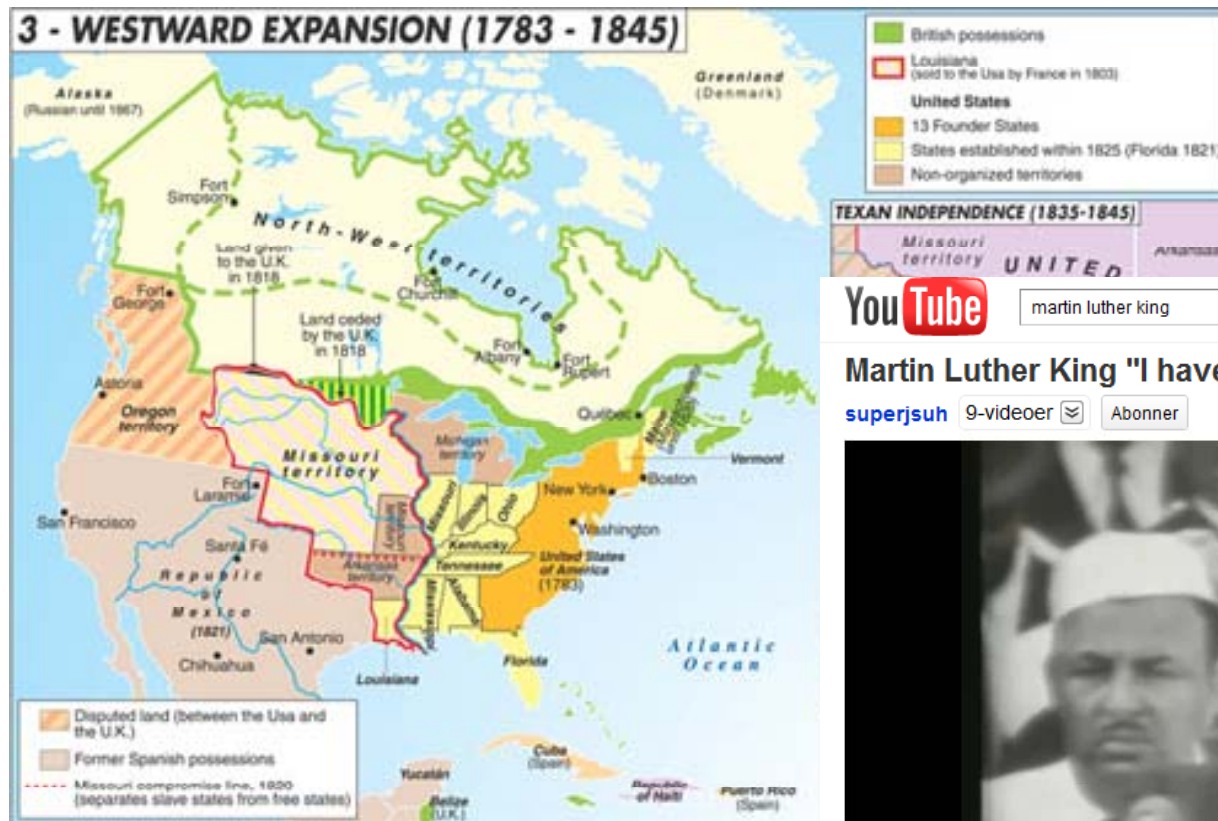 3 - WESTWARD EXPANSION (1783 - 1845)
Alaska
(Russian until 1867)
Greenland
(Denmark)
British possessions
Louisiana
(sold to the Usa by France in 1803)
United States
13 Founder States
States established within 1825 (Florida 1821)
Non-organized territories
TEXAN INDEPENDENCE (1835-1845)
Missouri
territory
UNITED
Arkansas
Fort
Simpson
North-West territories
Land given
to the U.K.
in 1818
Fort
George
Fort
Churchill
Land ceded
by the U.K.
in 1818
Fort
Albany
Fort
Rupert
Astoria
Oregon
territory
Québec
Maine
Michigan
territory
Vermont
Missouri
territory
Fort
Laramie
Boston
New York
Missouri
Illinois
Ohio
San Francisco
Washington
Kentucky
Santa Fé
Tennessee
United States
of America
(1783)
Arkansas
territory
Republic
of
Mexico
(1821)
Mississippi
Alabama
San Antonio
Chihuahua
Louisiana
Florida
Atlantic
Ocean
Disputed land (between the Usa and
the U.K.)
Former Spanish possessions
Missouri compromise line, 1820
(separates slave states from free states)
Cuba
(Spain)
Yucatán
Belize
(U.K.)
Republic
of Haiti
Puerto Rico
(Spain)
YouTube
martin luther king
Martin Luther King "I have
superjsuh 9-videoer Abonner